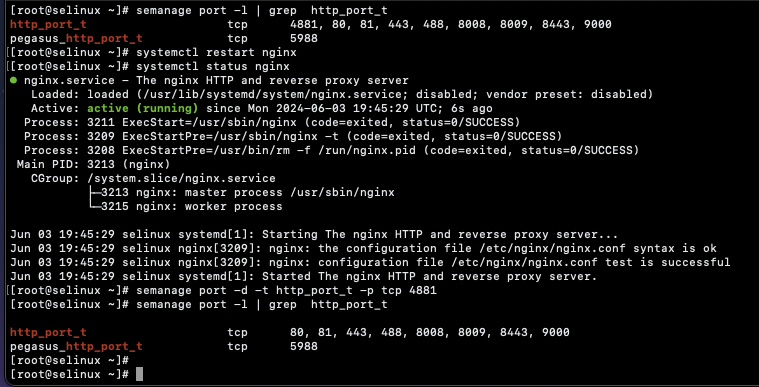 [root@selinux ~]# semanage port -l | grep  http_port_t
http_port_t                    tcp      4881, 80, 81, 443, 488, 8008, 8009, 8443, 9000
pegasus_http_port_t            tcp      5988
[[root@selinux ~]# systemctl restart nginx
[[root@selinux ~]# systemctl status nginx
● nginx.service - The nginx HTTP and reverse proxy server
   Loaded: loaded (/usr/lib/systemd/system/nginx.service; disabled; vendor preset: disabled)
   Active: active (running) since Mon 2024-06-03 19:45:29 UTC; 6s ago
  Process: 3211 ExecStart=/usr/sbin/nginx (code=exited, status=0/SUCCESS)
  Process: 3209 ExecStartPre=/usr/sbin/nginx -t (code=exited, status=0/SUCCESS)
  Process: 3208 ExecStartPre=/usr/bin/rm -f /run/nginx.pid (code=exited, status=0/SUCCESS)
 Main PID: 3213 (nginx)
   CGroup: /system.slice/nginx.service
           ├─3213 nginx: master process /usr/sbin/nginx
           └─3215 nginx: worker process
Jun 03 19:45:29 selinux systemd[1]: Starting The nginx HTTP and reverse proxy server...
Jun 03 19:45:29 selinux nginx[3209]: nginx: the configuration file /etc/nginx/nginx.conf syntax is ok
Jun 03 19:45:29 selinux nginx[3209]: nginx: configuration file /etc/nginx/nginx.conf test is successful
Jun 03 19:45:29 selinux systemd[1]: Started The nginx HTTP and reverse proxy server.
[[root@selinux ~]# semanage port -d -t http_port_t -p tcp 4881
[root@selinux ~]# semanage port -l | grep  http_port_t
http_port_t                    tcp      80, 81, 443, 488, 8008, 8009, 8443, 9000
pegasus_http_port_t            tcp      5988
[root@selinux ~]#
[root@selinux ~]#